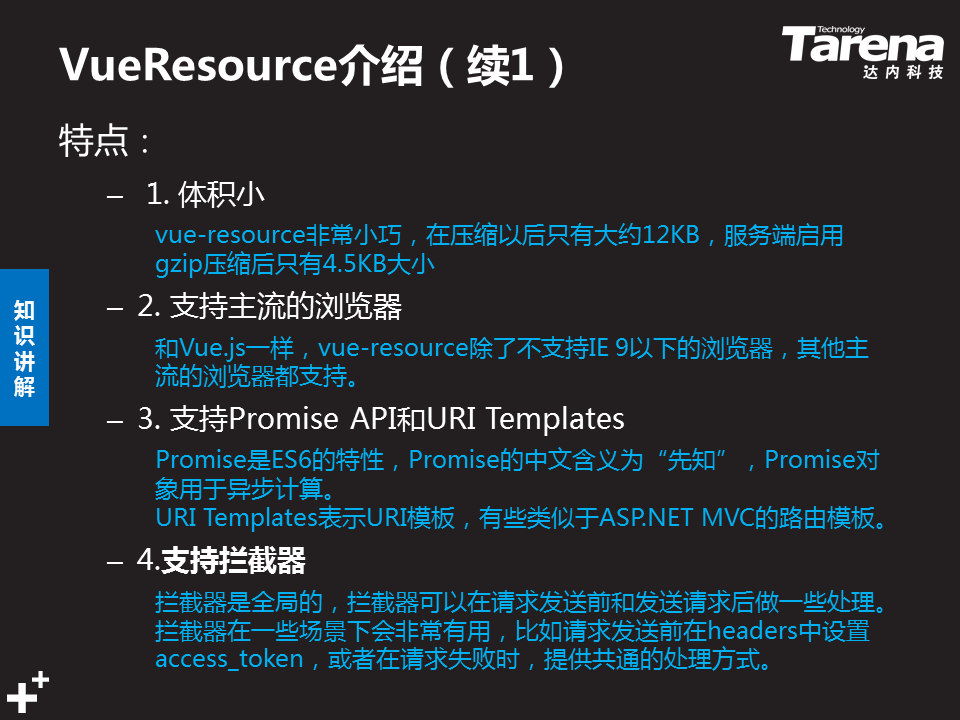 VueResource介绍（续1）
Technology
Tarena
达内科技
特点：
– 1. 体积小
vue-resource非常小巧，在压缩以后只有大约12KB，服务端启用
gzip压缩后只有4.5KB大小
– 2. 支持主流的浏览器
和Vue.js一样，vue-resource除了不支持IE 9以下的浏览器，其他主
流的浏览器都支持。
– 3. 支持Promise API和URI Templates
Promise是ES6的特性，Promise的中文含义为“先知”，Promise对
象用于异步计算。
URI Templates表示URI模板，有些类似于ASP.NET MVC的路由模板。
– 4.支持拦截器
拦截器是全局的，拦截器可以在请求发送前和发送请求后做一些处理。
拦截器在一些场景下会非常有用，比如请求发送前在headers中设置
access_token，或者在请求失败时，提供共通的处理方式。
知
识
讲
解